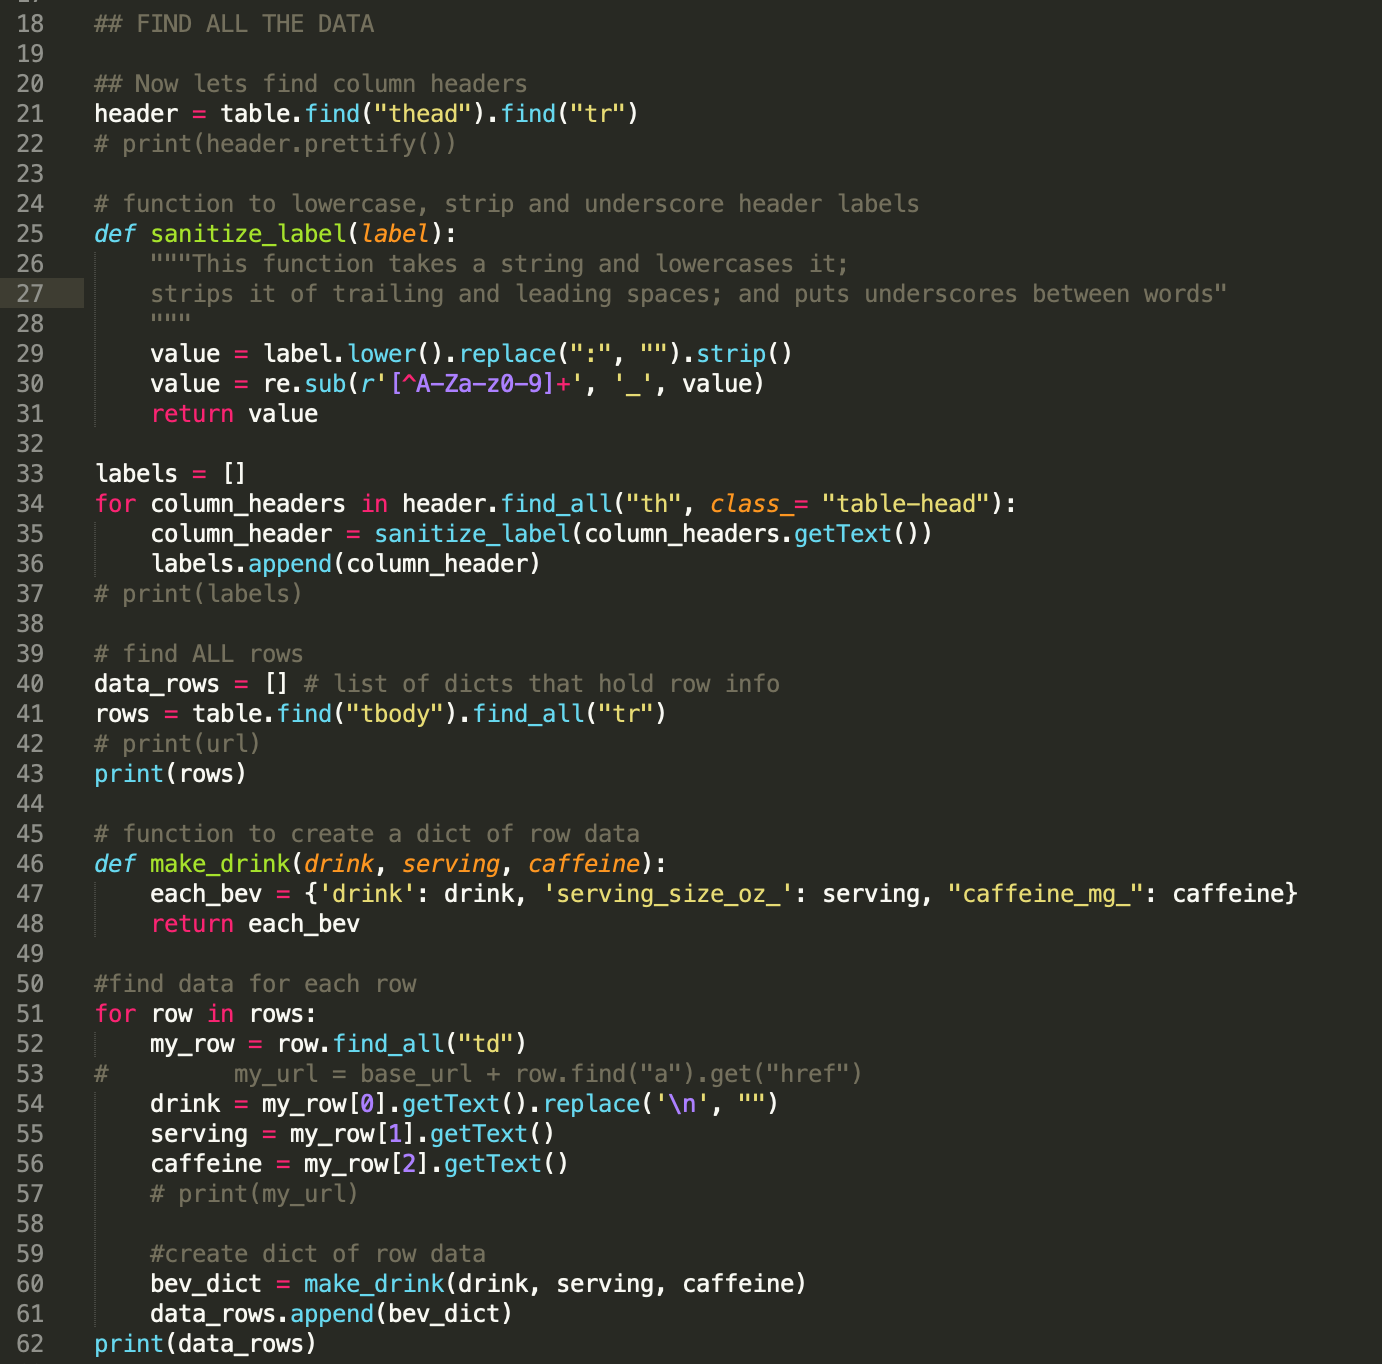 18 ## FIND ALL THE DATA
19
20 ## Now lets find column headers
21 header = table.find("thead").find("tr")
22 # print(header.prettify())
23
24 # function to lowercase, strip and underscore header labels
25 def sanitize_label(label):
26     """This function takes a string and lowercases it;
27     strips it of trailing and leading spaces; and puts underscores between words"
28     """
29     value = label.lower().replace(":", "").strip()
30     value = re.sub(r'[^A-Za-z0-9]+', '_', value)
31     return value
32
33 labels = []
34 for column_headers in header.find_all("th", class_= "table-head"):
35     column_header = sanitize_label(column_headers.getText())
36     labels.append(column_header)
37 # print(labels)
38
39 # find ALL rows
40 data_rows = [] # list of dicts that hold row info
41 rows = table.find("tbody").find_all("tr")
42 # print(url)
43 print(rows)
44
45 # function to create a dict of row data
46 def make_drink(drink, serving, caffeine):
47     each_bev = {'drink': drink, 'serving_size_oz_': serving, "caffeine_mg_": caffeine}
48     return each_bev
49
50 #find data for each row
51 for row in rows:
52     my_row = row.find_all("td")
53 #         my_url = base_url + row.find("a").get("href")
54     drink = my_row[0].getText().replace('\n', "")
55     serving = my_row[1].getText()
56     caffeine = my_row[2].getText()
57     # print(my_url)
58
59     #create dict of row data
60     bev_dict = make_drink(drink, serving, caffeine)
61     data_rows.append(bev_dict)
62 print(data_rows)